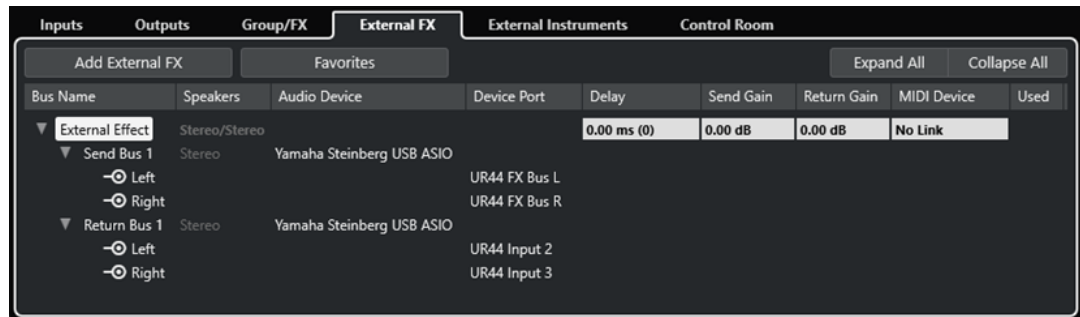 Inputs Outputs Group/FX External FX External Instruments Control Room
Add External FX Favorites Expand All Collapse All
Bus Name Speakers Audio Device Device Port Delay Send Gain Return Gain MIDI Device Used
External Effect Stereo/Stereo 0.00 ms (0) 0.00 dB 0.00 dB No Link
Send Bus 1 Stereo Yamaha Steinberg USB ASIO
Left UR44 FX Bus L
Right UR44 FX Bus R
Return Bus 1 Stereo Yamaha Steinberg USB ASIO
Left UR44 Input 2
Right UR44 Input 3